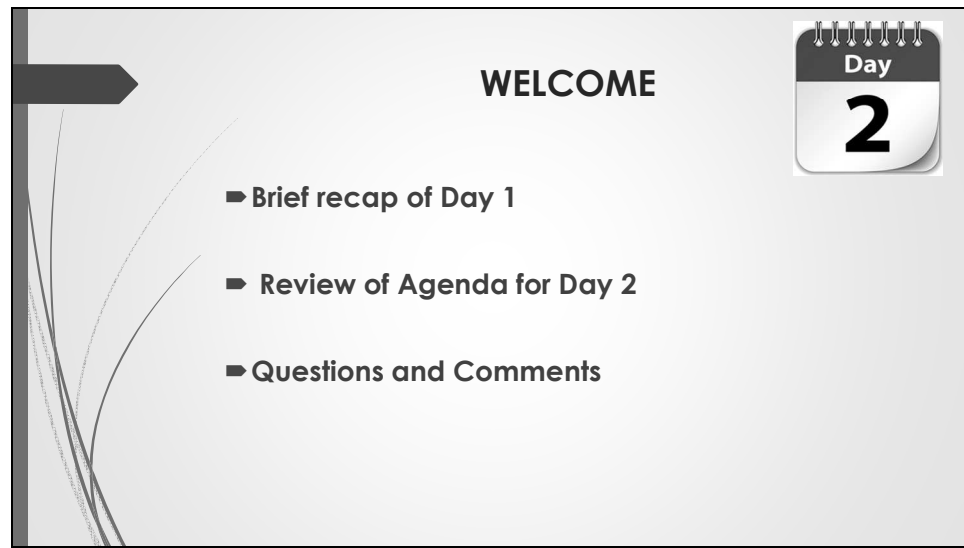 WELCOME
Day
2
Brief recap of Day 1
Review of Agenda for Day 2
Questions and Comments